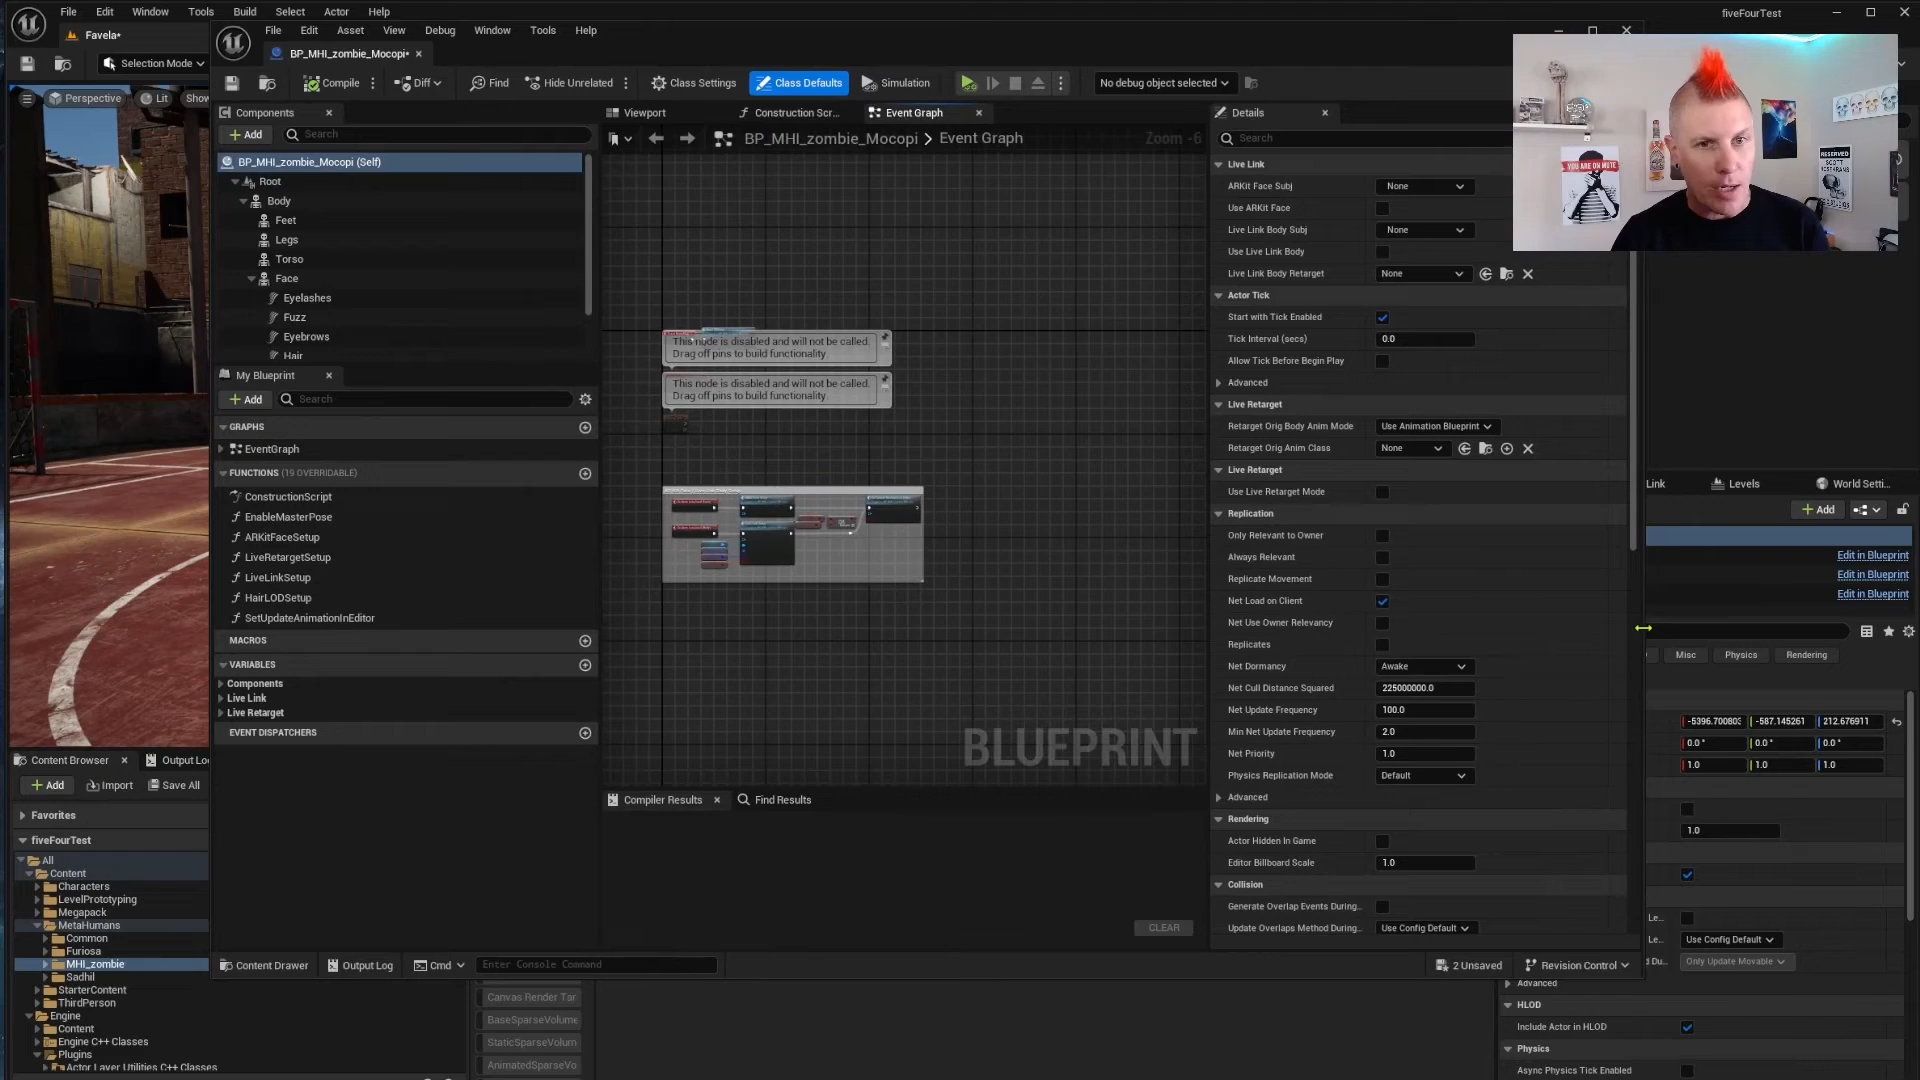 File Edit Window Tools Build Select Actor Help
fiveFourTest
Favela*
File Edit Asset View Debug Window Tools Help
BP_MHI_zombie_Mocopi*
Selection Mode
Compile
Diff
Find
Hide Unrelated
Class Settings
Class Defaults
Simulation
No debug object selected
Perspective
Lit
Show
Components
Viewport
Construction Scr...
Event Graph
Details
Add
Search
BP_MHI_zombie_Mocopi > Event Graph
Zoom -6
Search
BP_MHI_zombie_Mocopi (Self)
Root
Body
Feet
Legs
Torso
Face
Eyelashes
Fuzz
Eyebrows
Hair
My Blueprint
Add
Search
GRAPHS
EventGraph
FUNCTIONS (19 OVERRIDABLE)
ConstructionScript
EnableMasterPose
ARKitFaceSetup
LiveRetargetSetup
LiveLinkSetup
HairLODSetup
SetUpdateAnimationInEditor
MACROS
VARIABLES
Components
Live Link
Live Retarget
EVENT DISPATCHERS
This node is disabled and will not be called.
Drag off pins to build functionality.
This node is disabled and will not be called.
Drag off pins to build functionality.
BLUEPRINT
Compiler Results
Find Results
CLEAR
Live Link
ARKit Face Subj None
Use ARKit Face
Live Link Body Subj None
Use Live Link Body
Live Link Body Retarget None
Actor Tick
Start with Tick Enabled
Tick Interval (secs) 0.0
Allow Tick Before Begin Play
Advanced
Live Retarget
Retarget Orig Body Anim Mode Use Animation Blueprint
Retarget Orig Anim Class None
Live Retarget
Use Live Retarget Mode
Replication
Only Relevant to Owner
Always Relevant
Replicate Movement
Net Load on Client
Net Use Owner Relevancy
Replicates
Net Dormancy Awake
Net Cull Distance Squared 225000000.0
Net Update Frequency 100.0
Min Net Update Frequency 2.0
Net Priority 1.0
Physics Replication Mode Default
Advanced
Rendering
Actor Hidden In Game
Editor Billboard Scale 1.0
Collision
Generate Overlap Events During...
Update Overlaps Method During... Use Config Default
YOU ARE ON MUTE
RESERVED
SCOTT
Link
Levels
World Setti...
Add
Edit in Blueprint
Edit in Blueprint
Edit in Blueprint
Misc
Physics
Rendering
-5396.700803 -587.145261 212.676911
0.0 ° 0.0 ° 0.0 °
1.0 1.0 1.0
1.0
Le...
Le... Use Config Default
Du... Only Update Movable
Advanced
HLOD
Include Actor in HLOD
Physics
Async Physics Tick Enabled
Content Browser
Output Lo
Add
Import
Save All
Favorites
fiveFourTest
All
Content
Characters
LevelPrototyping
Megapack
MetaHumans
Common
Furiosa
MHI_zombie
Sadhil
StarterContent
ThirdPerson
Engine
Content
Engine C++ Classes
Plugins
Actor Layer Utilities C++ Classes
Content Drawer
Output Log
Cmd
Enter Console Command
2 Unsaved
Revision Control
Canvas Render Tar
BaseSparseVolume
StaticSparseVolum
AnimatedSparseVo